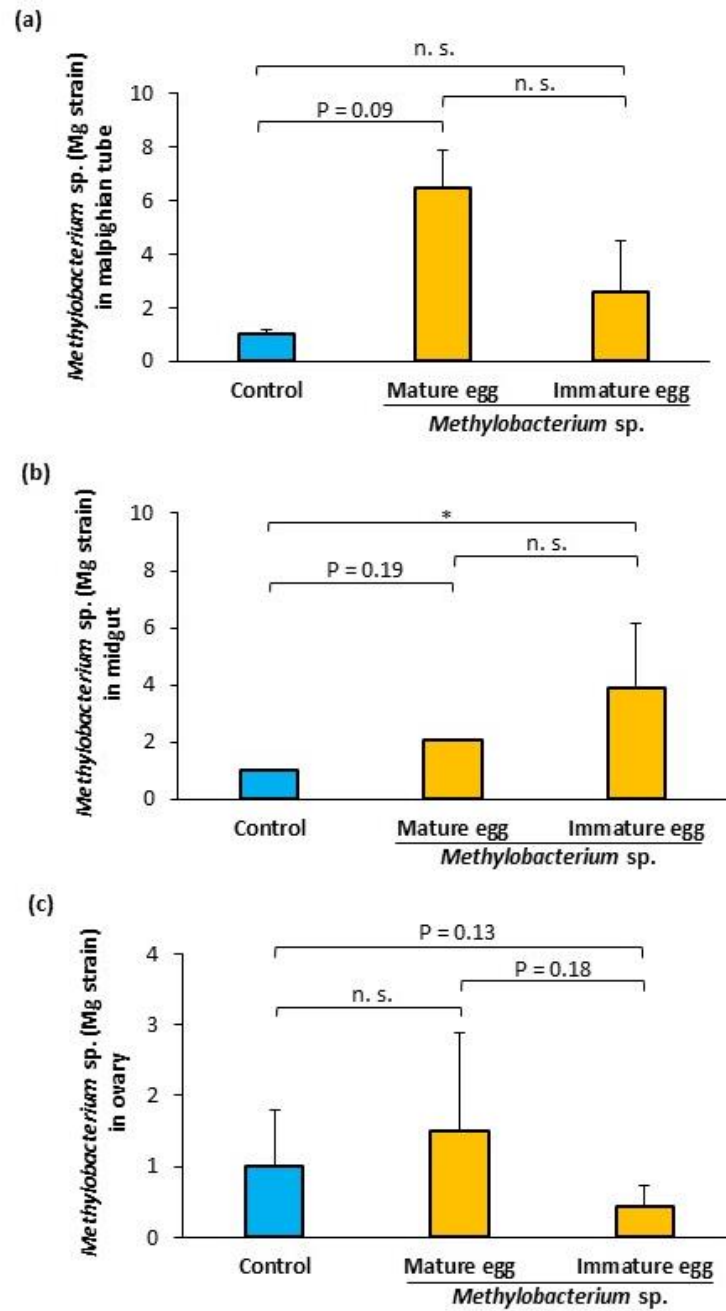 (a)
n. s.
n. s.
P = 0.09
Methylobacterium sp. (Mg strain)
in malpighian tube
10
8
6
4
2
0
Control
Mature egg
Immature egg
Methylobacterium sp.
(b)
*
n. s.
P = 0.19
Methylobacterium sp. (Mg strain)
in midgut
10
8
6
4
2
0
Control
Mature egg
Immature egg
Methylobacterium sp.
(c)
P = 0.13
P = 0.18
n. s.
Methylobacterium sp. (Mg strain)
in ovary
4
3
2
1
0
Control
Mature egg
Immature egg
Methylobacterium sp.